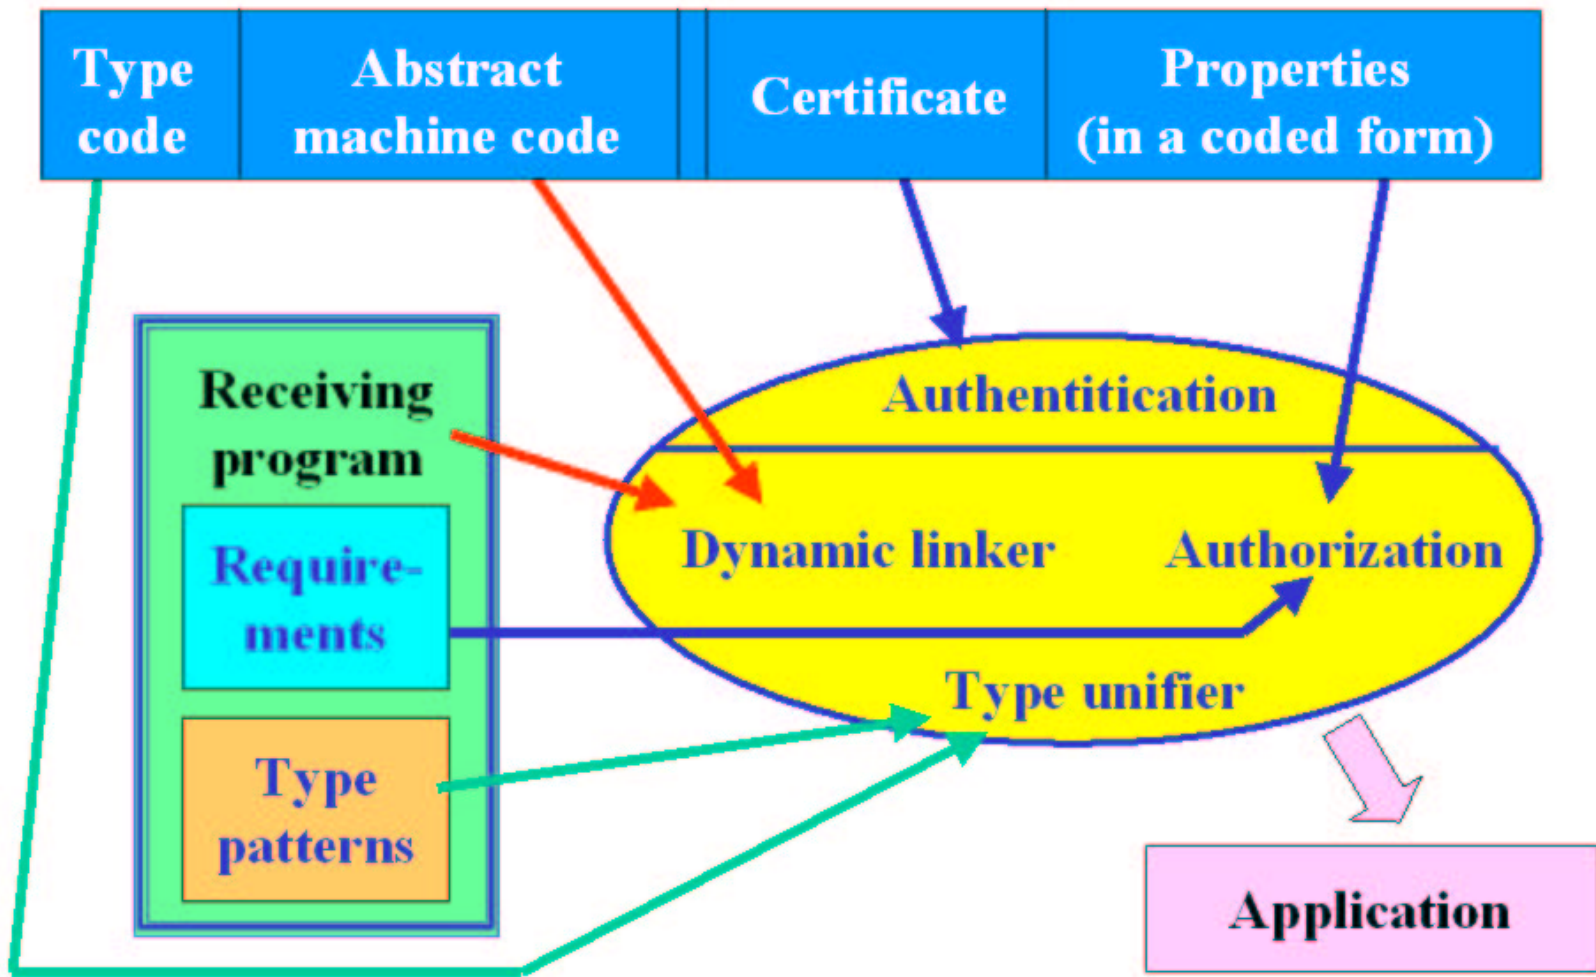 Type
code
Abstract
machine code
Certificate
Properties
(in a coded form)
Receiving
program
Require-
ments
Type
patterns
Authentitication
Dynamic linker
Authorization
Type unifier
Application